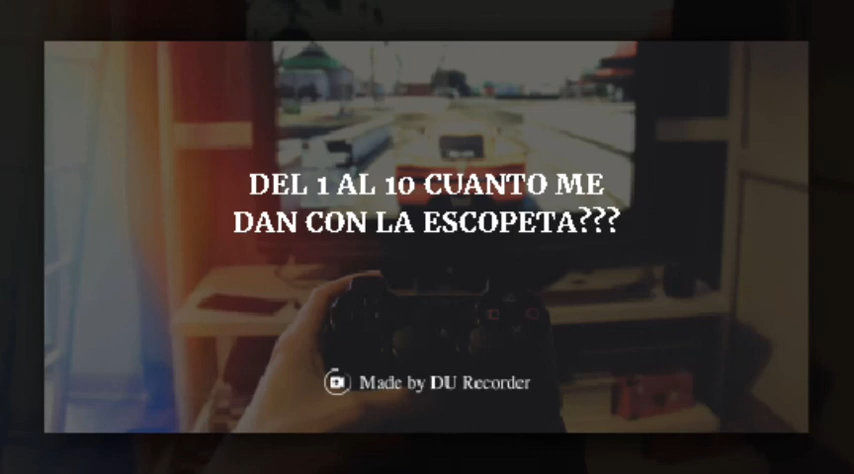 DEL 1 AL 10 CUANTO ME
DAN CON LA ESCOPETA???
Made by DU Recorder